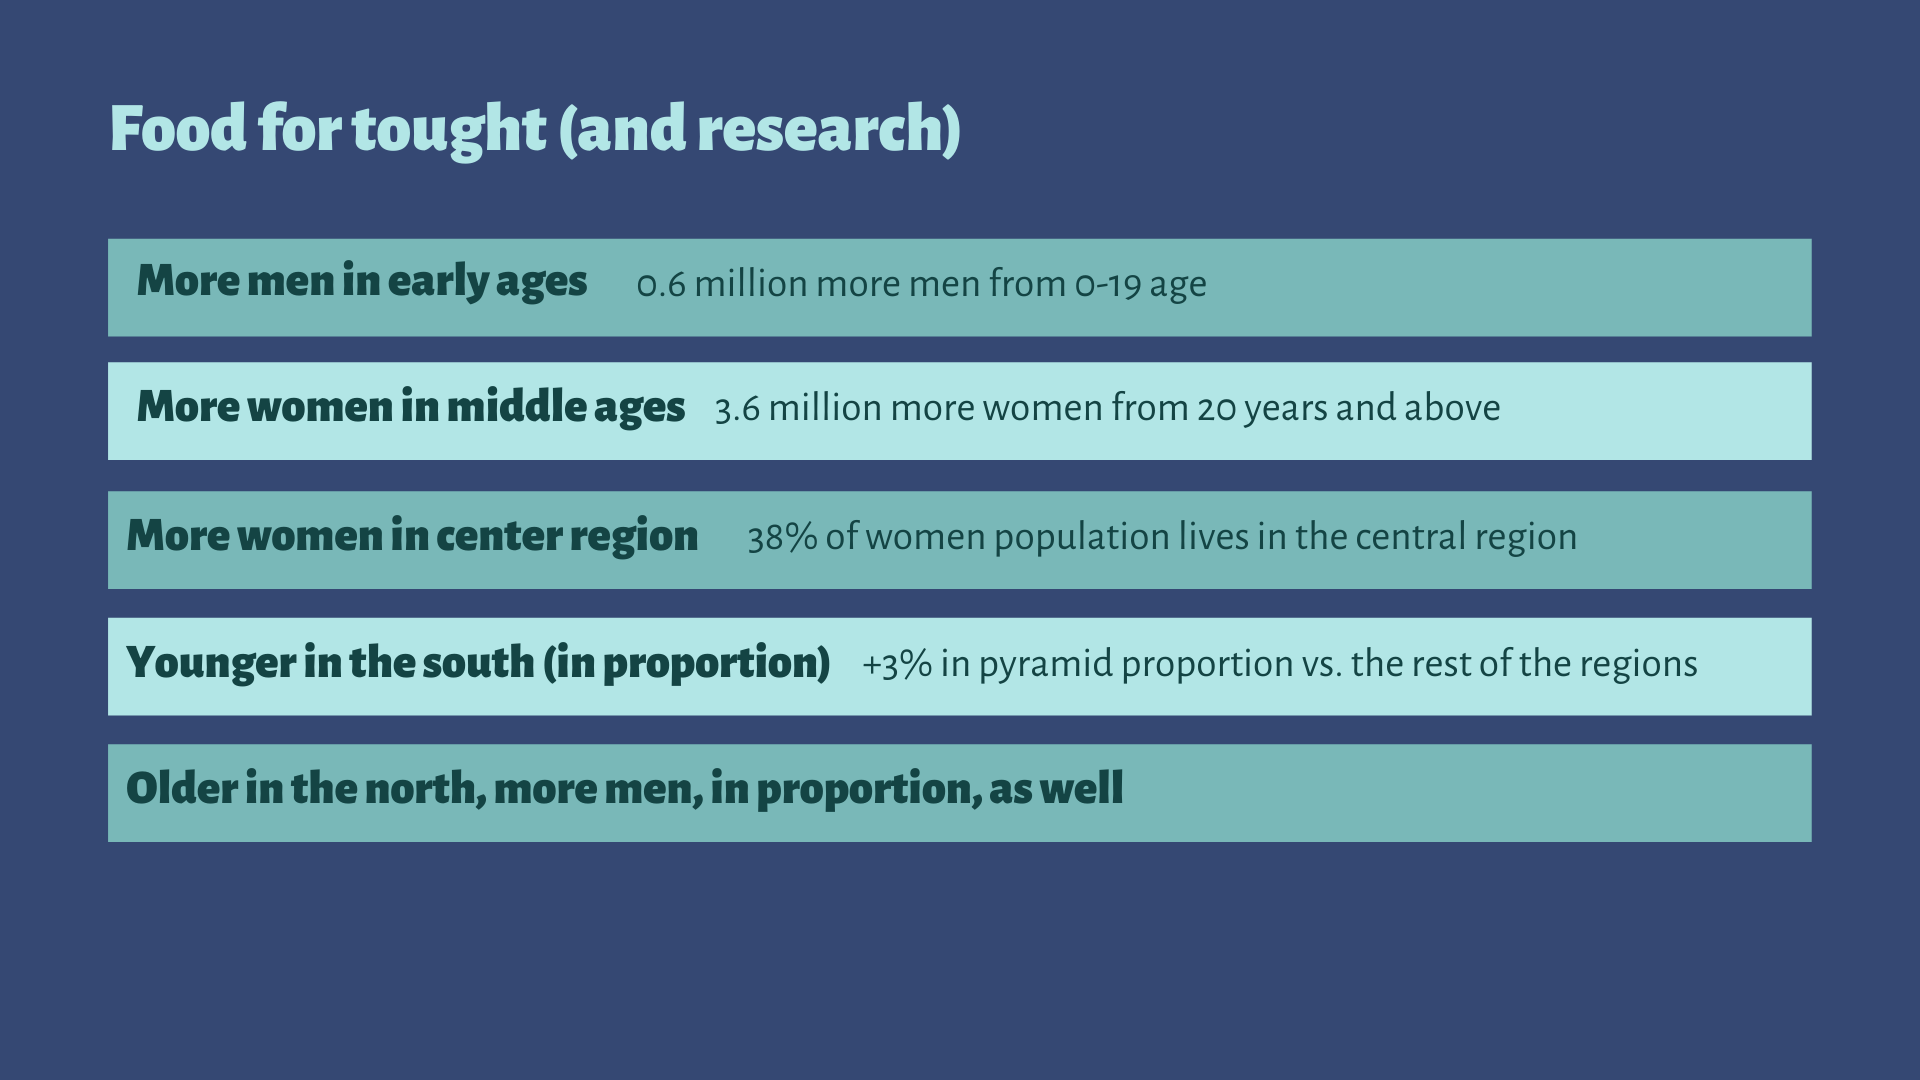 Food for tought (and research)
More men in early ages 0.6 million more men from 0-19 age
More women in middle ages 3.6 million more women from 20 years and above
More women in center region 38% of women population lives in the central region
Younger in the south (in proportion) +3% in pyramid proportion vs. the rest of the regions
Older in the north, more men, in proportion, as well